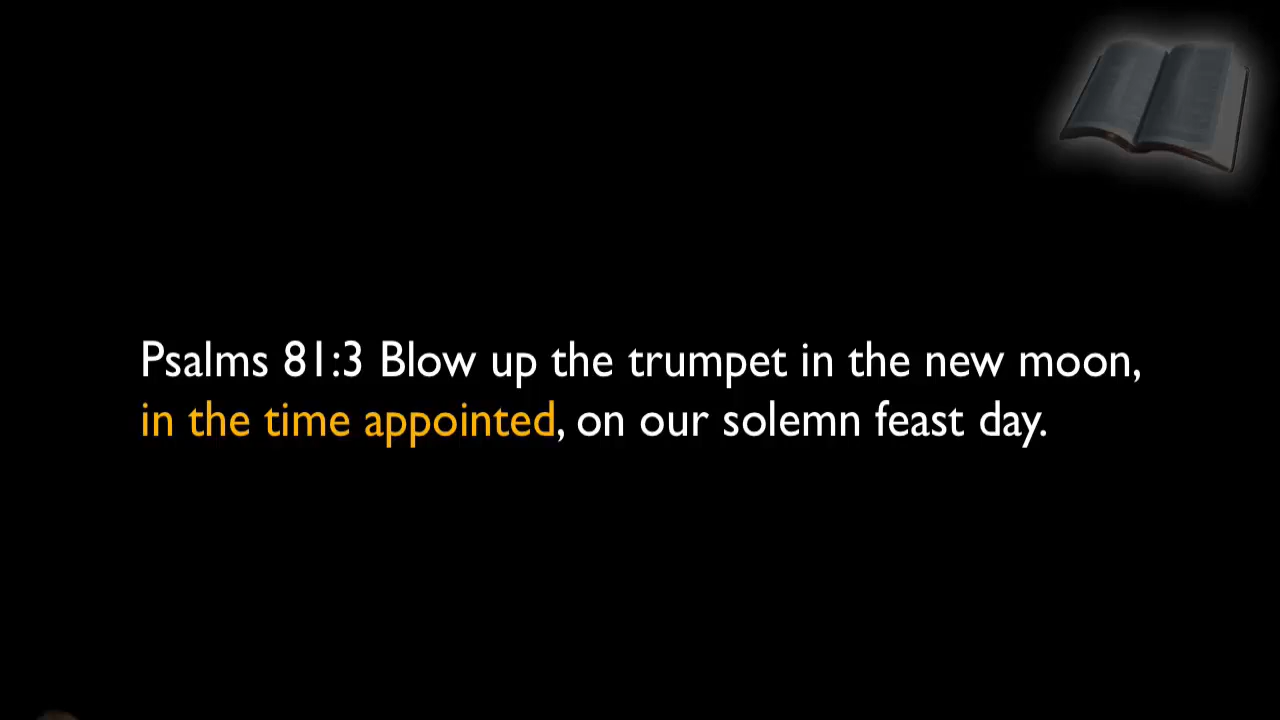 Psalms 81:3 Blow up the trumpet in the new moon,
in the time appointed, on our solemn feast day.